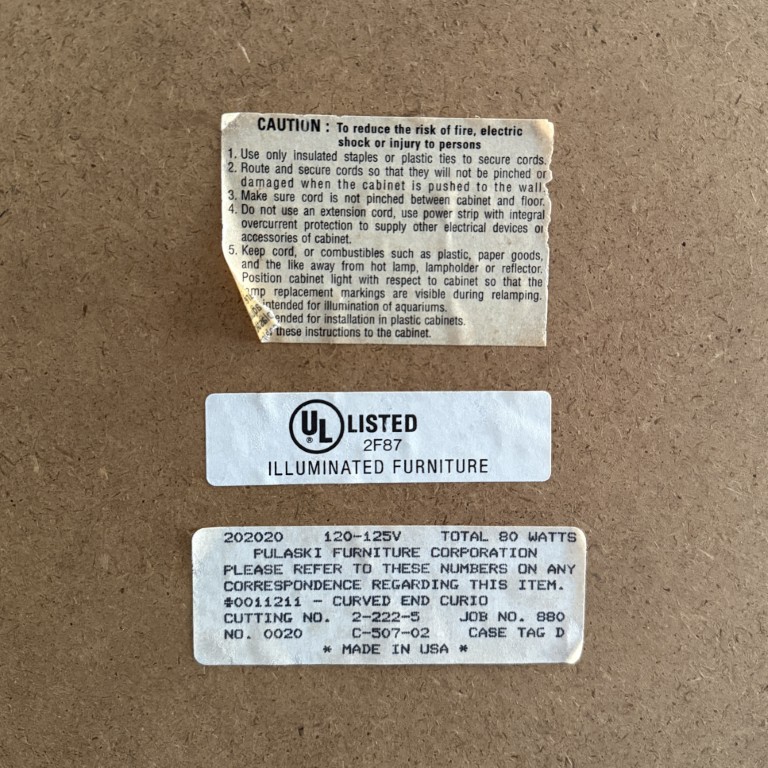 CAUTION : To reduce the risk of fire, electric
shock or injury to persons
1. Use only insulated staples or plastic ties to secure cords.
2. Route and secure cords so that they will not be pinched or
damaged when the cabinet is pushed to the wall.
3. Make sure cord is not pinched between cabinet and floor.
4. Do not use an extension cord, use power strip with integral
overcurrent protection to supply other electrical devices or
accessories of cabinet.
5. Keep cord, or combustibles such as plastic, paper goods,
and the like away from hot lamp, lampholder or reflector.
Position cabinet light with respect to cabinet so that the
replacement markings are visible during relamping.
intended for illumination of aquariums.
ended for installation in plastic cabinets.
these instructions to the cabinet.
UL ® LISTED
2F87
ILLUMINATED FURNITURE
202020 120-125V TOTAL 80 WATTS
PULASKI FURNITURE CORPORATION
PLEASE REFER TO THESE NUMBERS ON ANY
CORRESPONDENCE REGARDING THIS ITEM.
#0011211 - CURVED END CURIO
CUTTING NO. 2-222-5 JOB NO. 880
NO. 0020 C-507-02 CASE TAG D
* MADE IN USA *